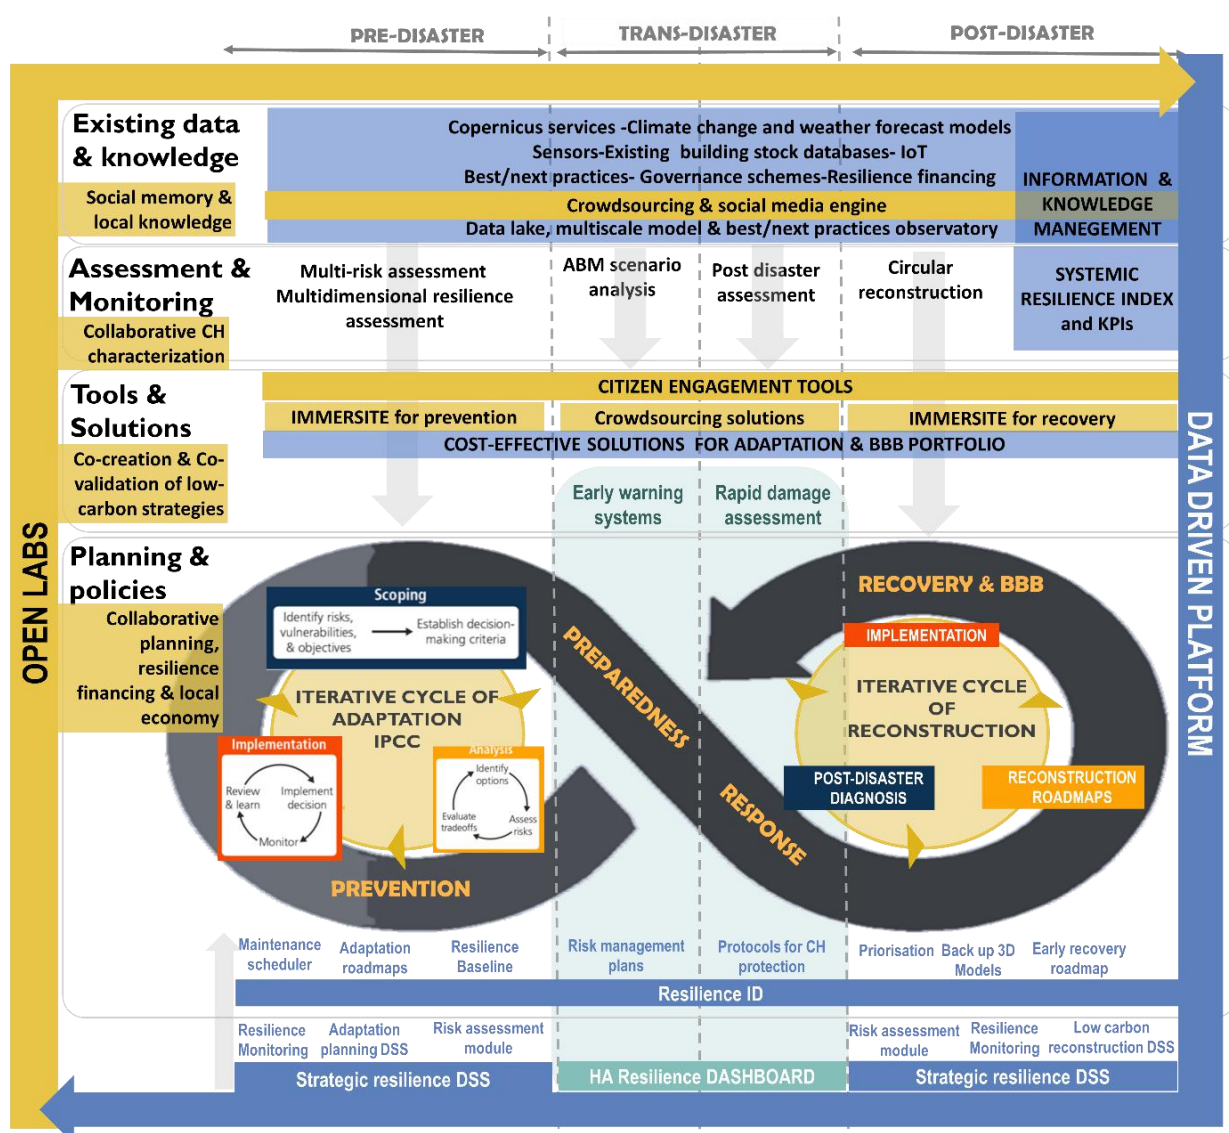 PRE-DISASTER
TRANS-DISASTER
POST-DISASTER
Existing data
& knowledge
Social memory &
local knowledge
Copernicus services -Climate change and weather forecast models
Sensors-Existing building stock databases- IoT
Best/next practices- Governance schemes-Resilience financing
Crowdsourcing & social media engine
Data lake, multiscale model & best/next practices observatory
INFORMATION &
KNOWLEDGE
MANEGEMENT
Assessment &
Monitoring
Collaborative CH
characterization
Multi-risk assessment
Multidimensional resilience
assessment
ABM scenario
analysis
Post disaster
assessment
Circular
reconstruction
SYSTEMIC
RESILIENCE INDEX
and KPIs
Tools &
Solutions
Co-creation & Co-
validation of low-
carbon strategies
CITIZEN ENGAGEMENT TOOLS
IMMERSITE for prevention
Crowdsourcing solutions
IMMERSITE for recovery
COST-EFFECTIVE SOLUTIONS FOR ADAPTATION & BBB PORTFOLIO
Early warning
systems
Rapid damage
assessment
OPEN LABS
DATA DRIVEN PLATFORM
Planning &
policies
Collaborative
planning,
resilience
financing & local
economy
Scoping
Identify risks,
vulnerabilities,
& objectives
Establish decision-
making criteria
ITERATIVE CYCLE OF
ADAPTATION
IPCC
Implementation
Review
& learn
Implement
decision
Monitor
Analysis
Identify
options
Assess
risks
Evaluate
tradeoffs
PREVENTION
PREPAREDNESS
RESPONSE
RECOVERY & BBB
IMPLEMENTATION
ITERATIVE CYCLE
OF
RECONSTRUCTION
POST-DISASTER
DIAGNOSIS
RECONSTRUCTION
ROADMAPS
Maintenance
scheduler
Adaptation
roadmaps
Resilience
Baseline
Risk management
plans
Protocols for CH
protection
Priorisation
Back up 3D
Models
Early recovery
roadmap
Resilience ID
Resilience
Monitoring
Adaptation
planning DSS
Risk assessment
module
Risk assessment
module
Resilience
Monitoring
Low carbon
reconstruction DSS
Strategic resilience DSS
HA Resilience DASHBOARD
Strategic resilience DSS